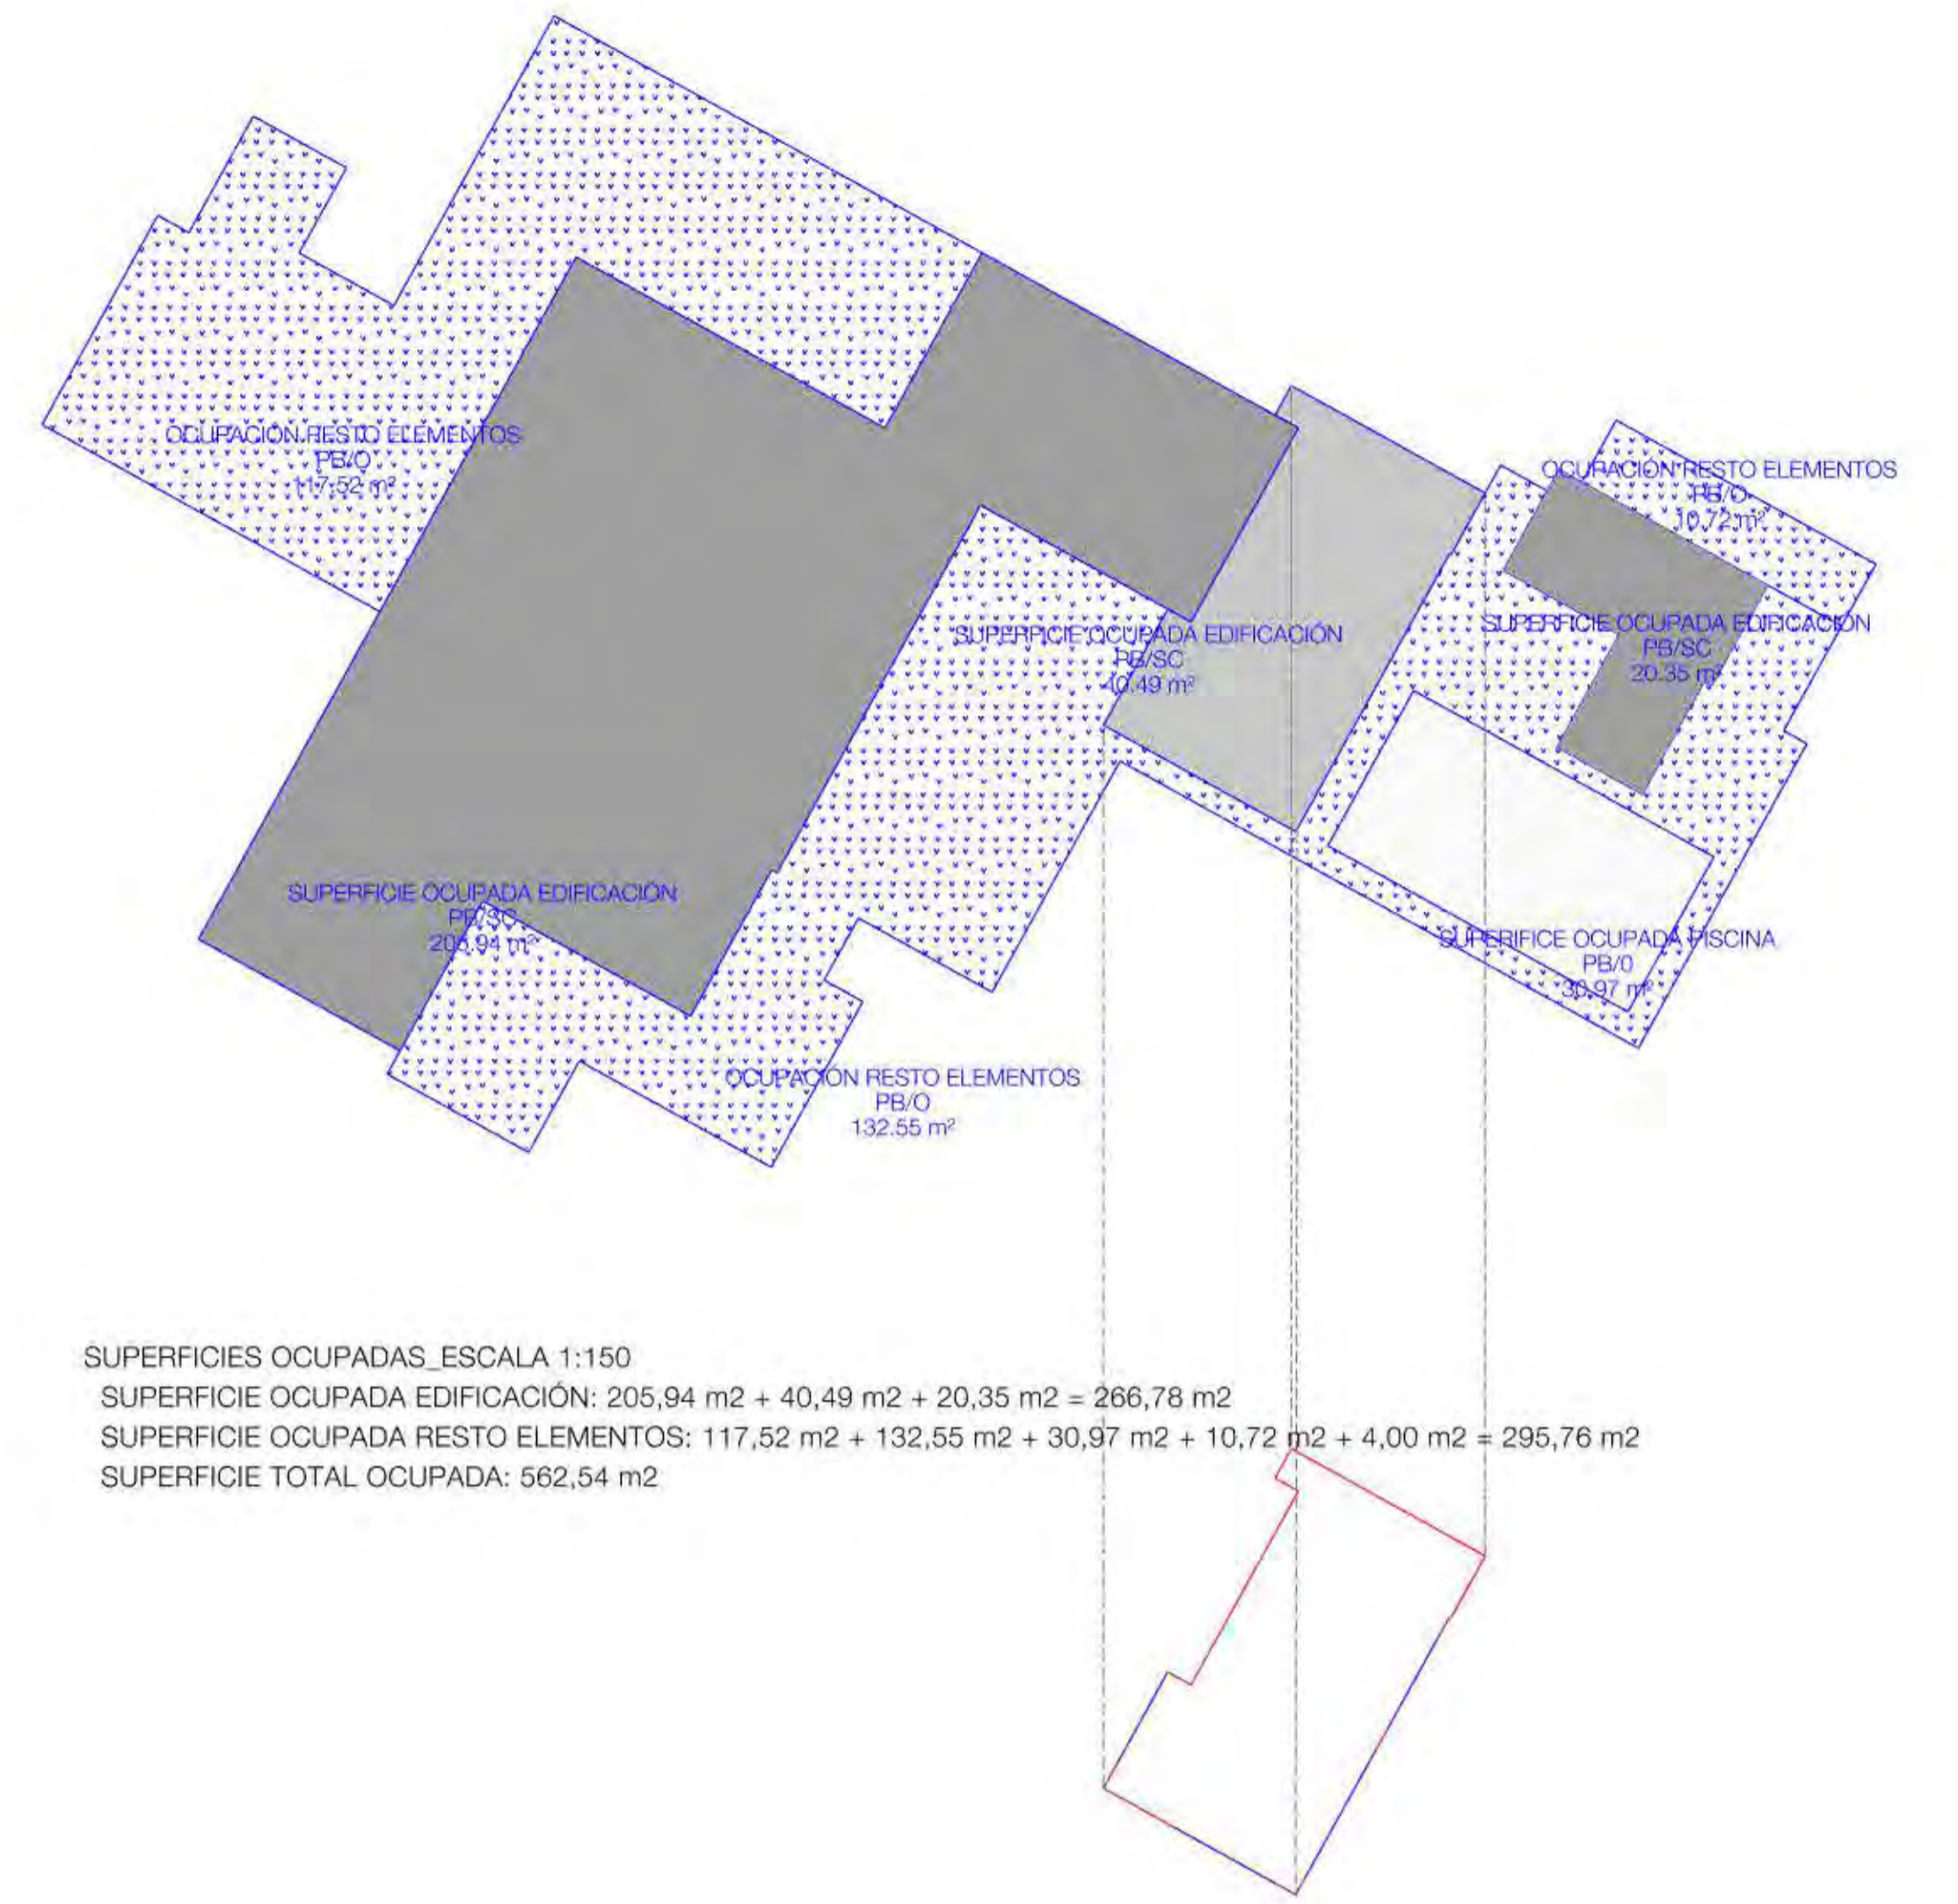 OCUPACIÓN RESTO ELEMENTOS
PB/O
117.52 m²
OCUPACIÓN RESTO ELEMENTOS
PB/O
10.72 m²
SUPERFICIE OCUPADA EDIFICACIÓN
PB/SC
40.49 m²
SUPERFICIE OCUPADA EDIFICACIÓN
PB/SC
20.35 m²
SUPERFICIE OCUPADA EDIFICACIÓN
PB/SC
205.94 m²
SUPERIFICE OCUPADA PISCINA
PB/0
30.97 m²
OCUPACIÓN RESTO ELEMENTOS
PB/O
132.55 m²
SUPERFICIES OCUPADAS_ESCALA 1:150
SUPERFICIE OCUPADA EDIFICACIÓN: 205,94 m2 + 40,49 m2 + 20,35 m2 = 266,78 m2
SUPERFICIE OCUPADA RESTO ELEMENTOS: 117,52 m2 + 132,55 m2 + 30,97 m2 + 10,72 m2 + 4,00 m2 = 295,76 m2
SUPERFICIE TOTAL OCUPADA: 562,54 m2